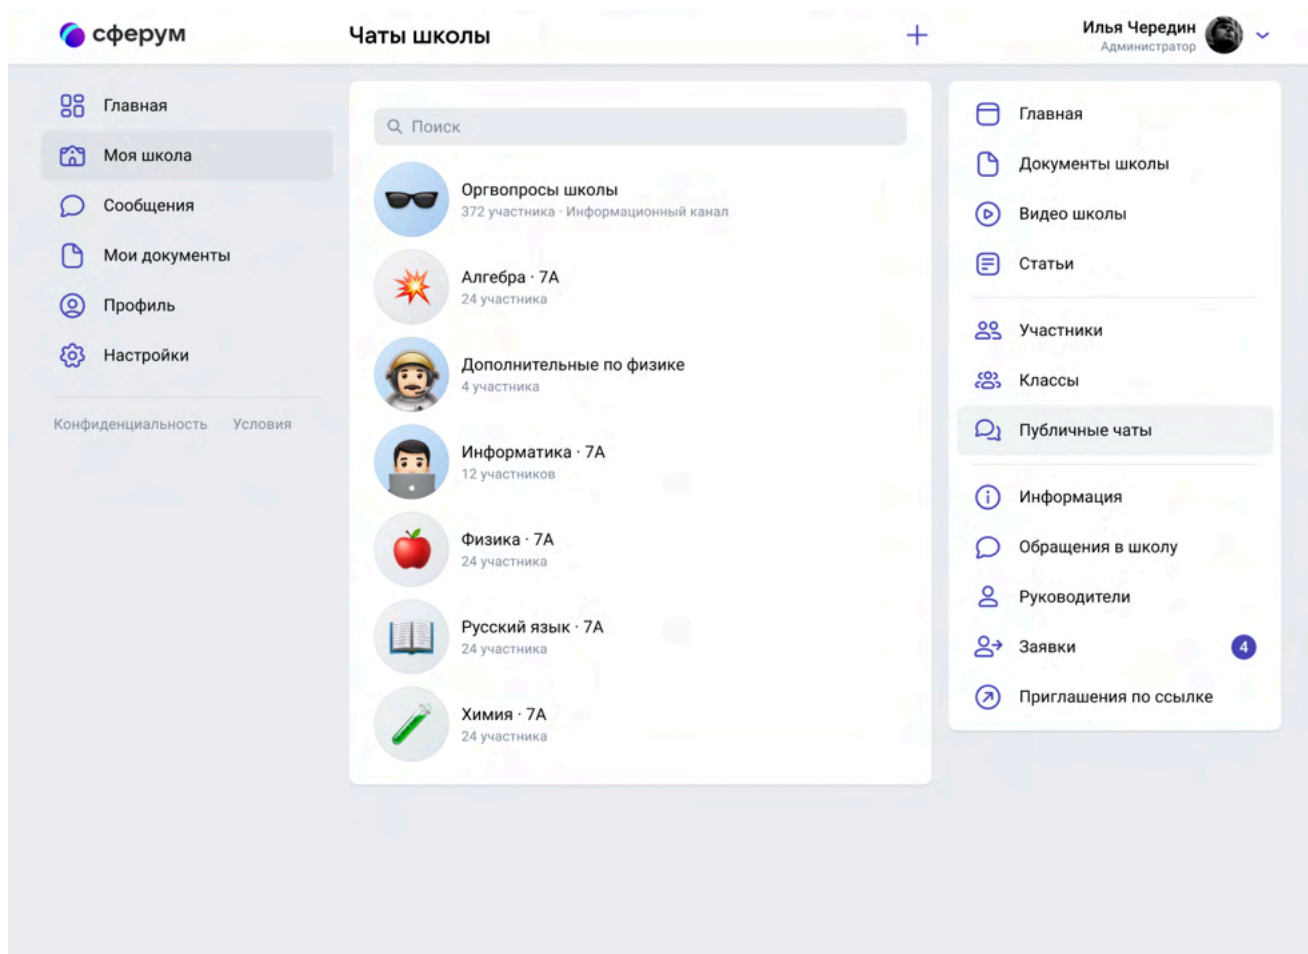 сферум
Чаты школы
Илья Чередин
Администратор
Главная
Моя школа
Сообщения
Мои документы
Профиль
Настройки
Конфиденциальность Условия
Поиск
Оргвопросы школы
372 участника · Информационный канал
Алгебра · 7А
24 участника
Дополнительные по физике
4 участника
Информатика · 7А
12 участников
Физика · 7А
24 участника
Русский язык · 7А
24 участника
Химия · 7А
24 участника
Главная
Документы школы
Видео школы
Статьи
Участники
Классы
Публичные чаты
Информация
Обращения в школу
Руководители
Заявки 4
Приглашения по ссылке